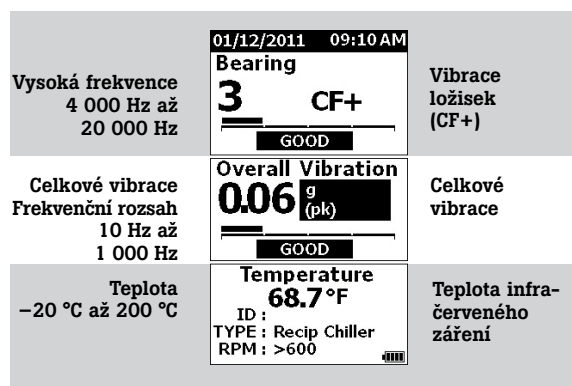 Vysoká frekvence
4 000 Hz až
20 000 Hz
01/12/2011 09:10 AM
Bearing
3 CF+
GOOD
Vibrace
ložisek
(CF+)
Celkové vibrace
Frekvenční rozsah
10 Hz až
1 000 Hz
Overall Vibration
0.06 g
(pk)
GOOD
Celkové
vibrace
Teplota
−20 °C až 200 °C
Temperature
68.7°F
ID :
TYPE : Recip Chiller
RPM : >600
Teplota infra-
červeného
záření